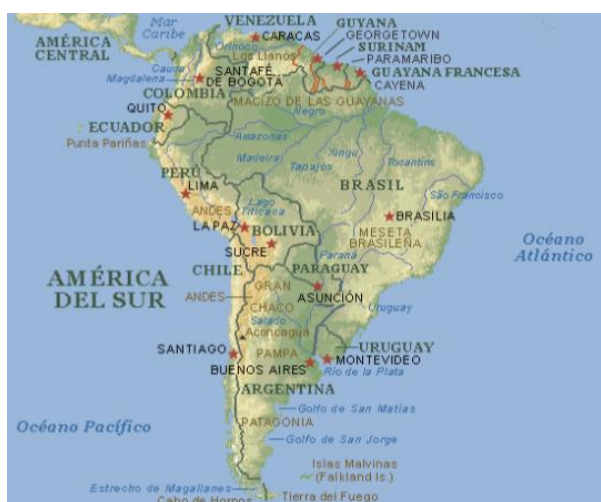 Mar
Caribe
VENEZUELA
CARACAS
GUYANA
GEORGETOWN
SURINAM
PARAMARIBO
GUAYANA FRANCESA
CAYENA
AMÉRICA
CENTRAL
Orinoco
Los Llanos
Cauca
Magdalena
SANTAFÉ
DE BOGOTÁ
COLOMBIA
MACIZO DE LAS GUAYANAS
QUITO
Negro
ECUADOR
Punta Pariñas
Amazonas
Madeira
Tapajós
Xingu
Tocantins
PERÚ
LIMA
BRASIL
São Francisco
ANDES
Lago
Titicaca
LA PAZ
BOLIVIA
BRASILIA
MESETA
BRASILEÑA
SUCRE
Océano
Atlántico
CHILE
Paraná
PARAGUAY
AMÉRICA
DEL SUR
ANDES
GRAN
CHACO
ASUNCIÓN
Salado
Uruguay
Aconcagua
SANTIAGO
PAMPA
URUGUAY
MONTEVIDEO
BUENOS AIRES
Río de la Plata
ARGENTINA
Golfo de San Matías
Océano Pacífico
PATAGONIA
Golfo de San Jorge
Islas Malvinas
(Falkland Is.)
Estrecho de Magallanes
Cabo de Hornos
Tierra del Fuego